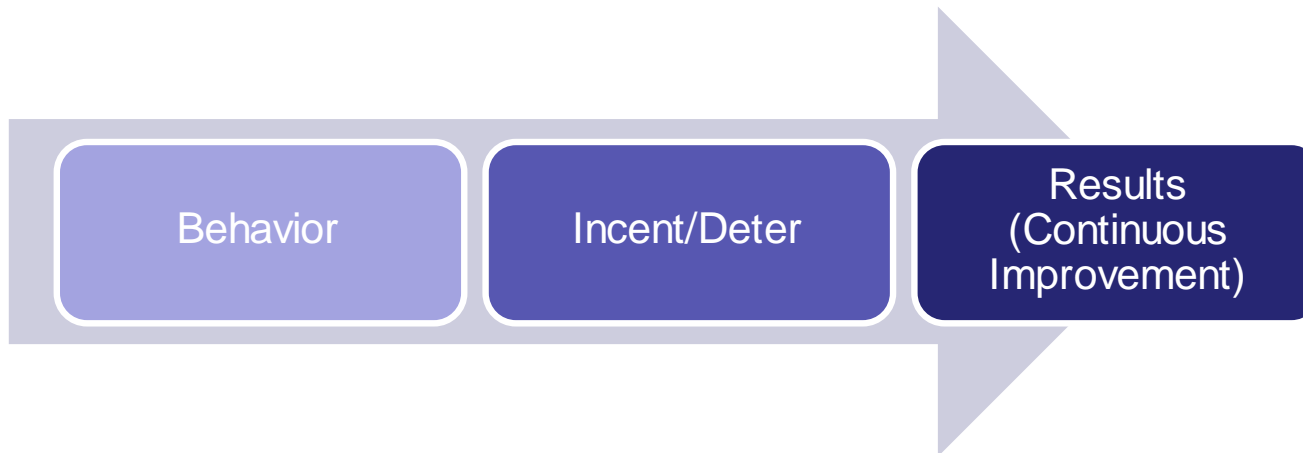 Behavior
Incent/Deter
Results
(Continuous
Improvement)